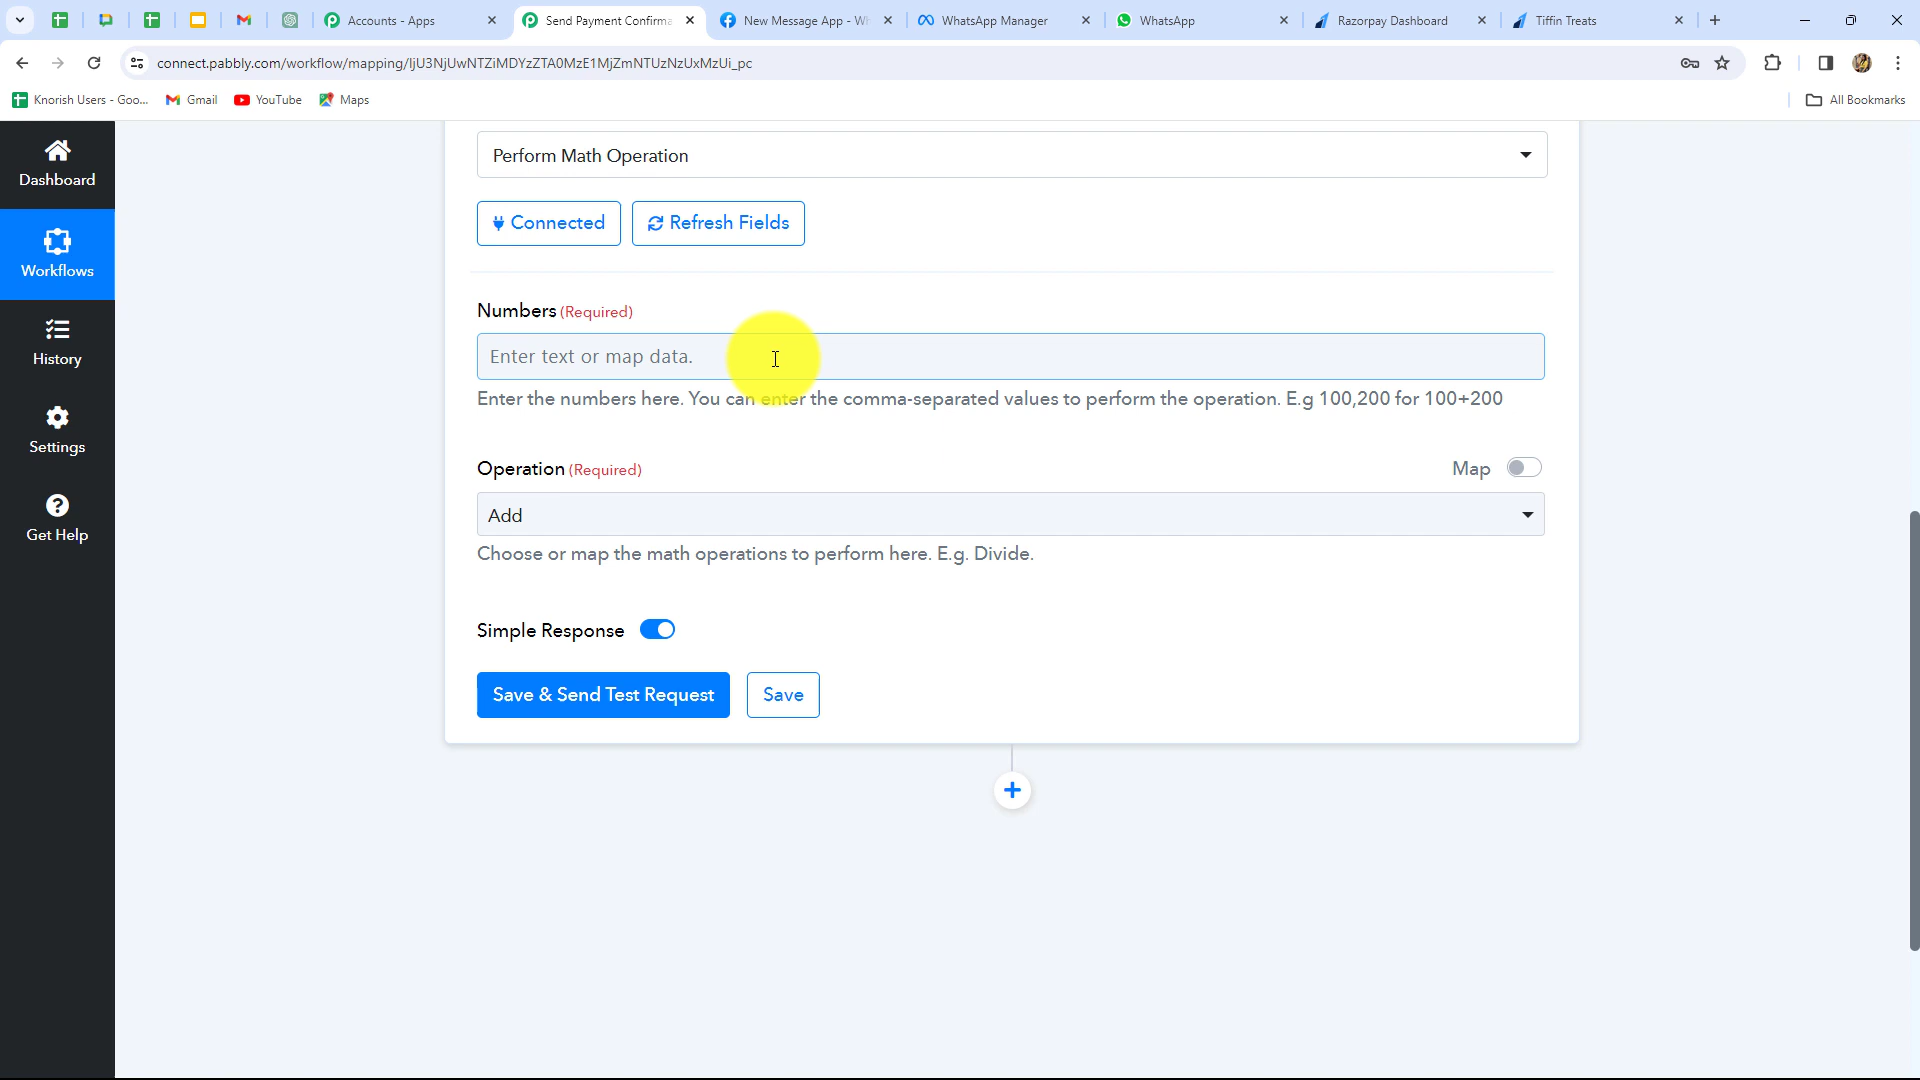 Accounts - Apps
Send Payment Confirma
New Message App - W
WhatsApp Manager
WhatsApp
Razorpay Dashboard
Tiffin Treats
connect.pabbly.com/workflow/mapping/IjU3NjUwNTZiMDYzZTA0MzE1MjZmNTUzNzUxMzUi_pc
Knorish Users - Goo...
Gmail
YouTube
Maps
All Bookmarks
Dashboard
Workflows
History
Settings
Get Help
Perform Math Operation
Connected
Refresh Fields
Numbers (Required)
Enter text or map data.
Enter the numbers here. You can enter the comma-separated values to perform the operation. E.g 100,200 for 100+200
Operation (Required)
Map
Add
Choose or map the math operations to perform here. E.g. Divide.
Simple Response
Save & Send Test Request
Save